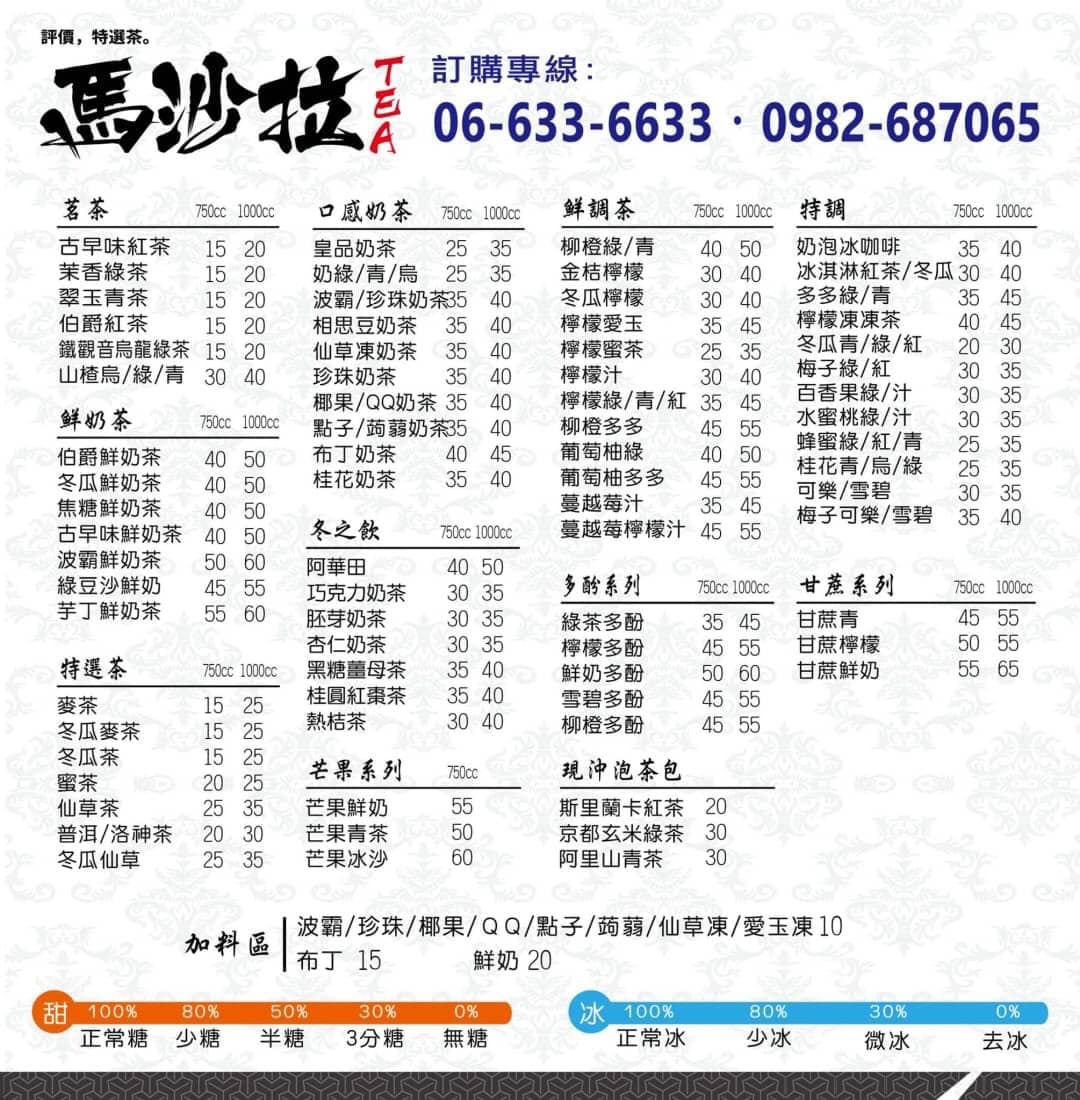 評價，特選茶。
馬沙拉 TEA
訂購專線：
06-633-6633・0982-687065
茗茶 750cc 1000cc
古早味紅茶 15 20
茉香綠茶 15 20
翠玉青茶 15 20
伯爵紅茶 15 20
鐵觀音烏龍綠茶 15 20
山楂烏/綠/青 30 40
鮮奶茶 750cc 1000cc
伯爵鮮奶茶 40 50
冬瓜鮮奶茶 40 50
焦糖鮮奶茶 40 50
古早味鮮奶茶 40 50
波霸鮮奶茶 50 60
綠豆沙鮮奶 45 55
芋丁鮮奶茶 55 60
特選茶 750cc 1000cc
麥茶 15 25
冬瓜麥茶 15 25
冬瓜茶 15 25
蜜茶 20 25
仙草茶 25 35
普洱/洛神茶 20 30
冬瓜仙草 25 35
口感奶茶 750cc 1000cc
皇品奶茶 25 35
奶綠/青/烏 25 35
波霸/珍珠奶茶35 40
相思豆奶茶 35 40
仙草凍奶茶 35 40
珍珠奶茶 35 40
椰果/QQ奶茶 35 40
點子/蒟蒻奶茶35 40
布丁奶茶 40 45
桂花奶茶 35 40
冬之飲 750cc 1000cc
阿華田 40 50
巧克力奶茶 30 35
胚芽奶茶 30 35
杏仁奶茶 30 35
黑糖薑母茶 35 40
桂圓紅棗茶 35 40
熱桔茶 30 40
芒果系列 750cc
芒果鮮奶 55
芒果青茶 50
芒果冰沙 60
鮮調茶 750cc 1000cc
柳橙綠/青 40 50
金桔檸檬 30 40
冬瓜檸檬 30 40
檸檬愛玉 35 45
檸檬蜜茶 25 35
檸檬汁 30 40
檸檬綠/青/紅 35 45
柳橙多多 45 55
葡萄柚綠 40 50
葡萄柚多多 45 55
蔓越莓汁 35 45
蔓越莓檸檬汁 45 55
多酚系列 750cc 1000cc
綠茶多酚 35 45
檸檬多酚 45 55
鮮奶多酚 50 60
雪碧多酚 45 55
柳橙多酚 45 55
現沖泡茶包
斯里蘭卡紅茶 20
京都玄米綠茶 30
阿里山青茶 30
特調 750cc 1000cc
奶泡冰咖啡 35 40
冰淇淋紅茶/冬瓜 30 40
多多綠/青 35 45
檸檬凍凍茶 40 45
冬瓜青/綠/紅 20 30
梅子綠/紅 30 35
百香果綠/汁 30 35
水蜜桃綠/汁 30 35
蜂蜜綠/紅/青 25 35
桂花青/烏/綠 25 35
可樂/雪碧 30 35
梅子可樂/雪碧 35 40
甘蔗系列 750cc 1000cc
甘蔗青 45 55
甘蔗檸檬 50 55
甘蔗鮮奶 55 65
加料區
波霸/珍珠/椰果/QQ/點子/蒟蒻/仙草凍/愛玉凍10
布丁 15 鮮奶 20
甜 100% 80% 50% 30% 0%
正常糖 少糖 半糖 3分糖 無糖
冰 100% 80% 30% 0%
正常冰 少冰 微冰 去冰